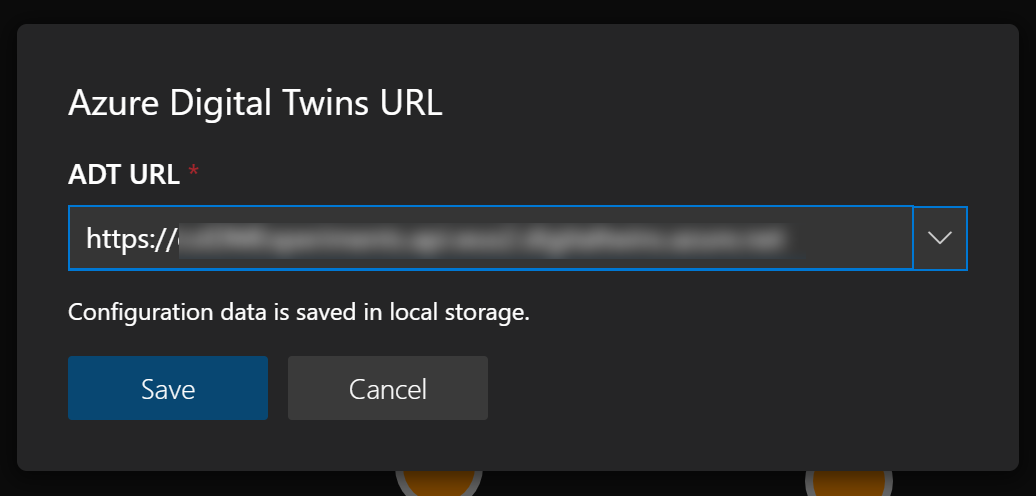 Azure Digital Twins URL
ADT URL *
https://
Configuration data is saved in local storage.
Save
Cancel